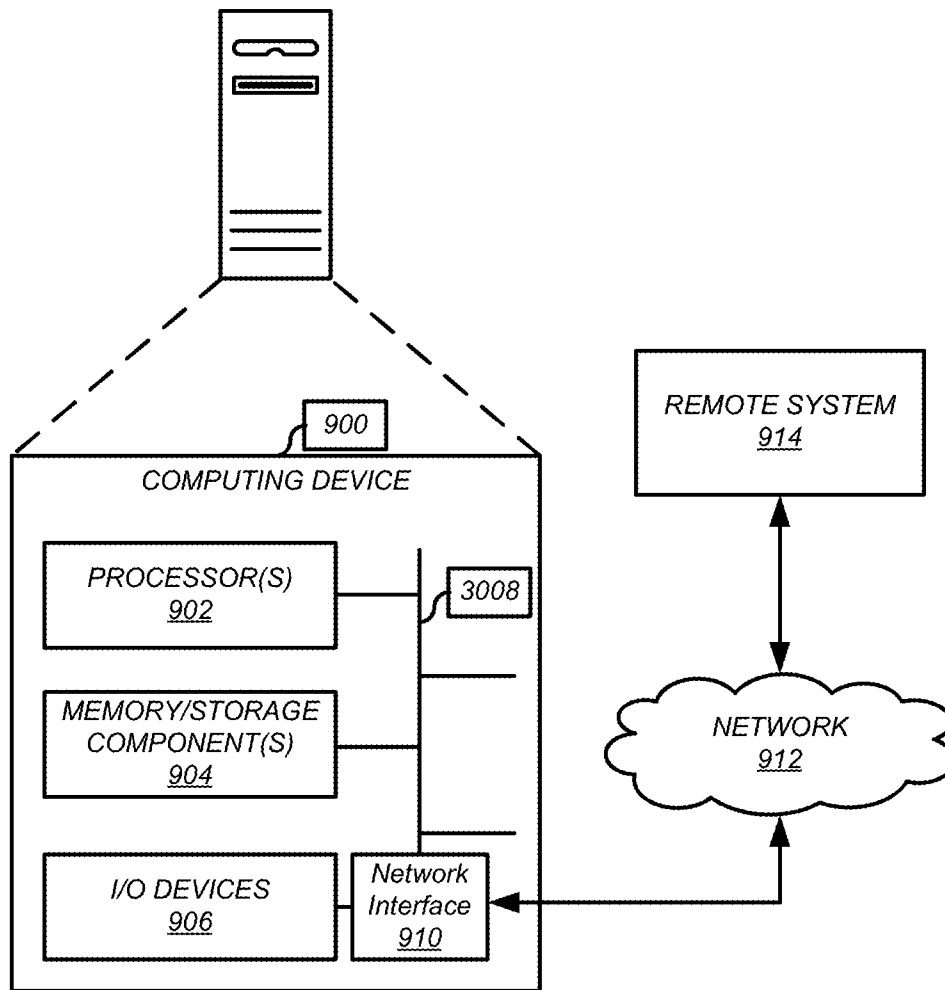 900
COMPUTING DEVICE
PROCESSOR(S)
902
3008
MEMORY/STORAGE
COMPONENT(S)
904
I/O DEVICES
906
Network
Interface
910
REMOTE SYSTEM
914
NETWORK
912